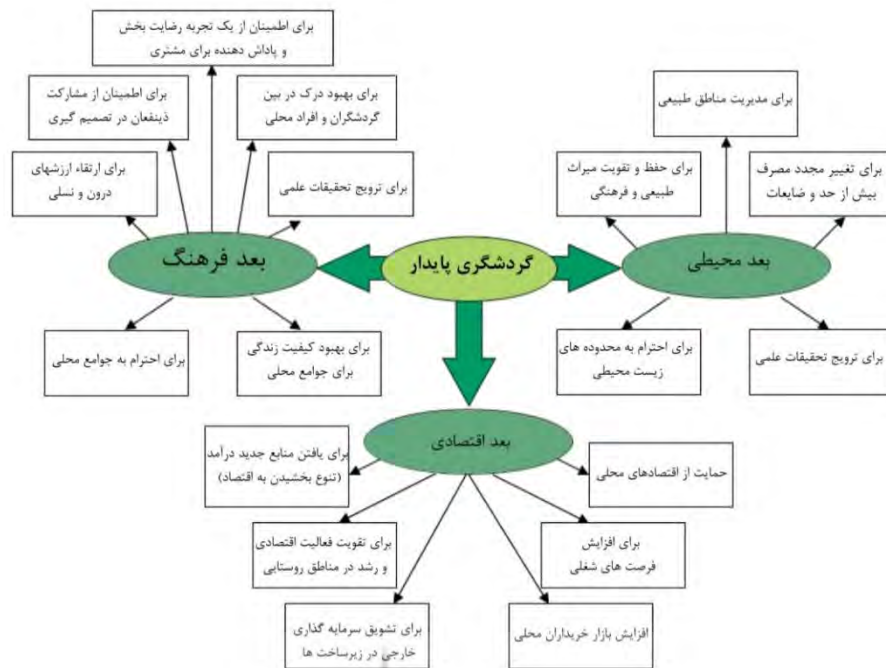 برای اطمینان از یک تجربه رضایت بخش
و پاداش دهنده برای مشتری
برای مدیریت مناطق طبیعی
برای بهبود درک در بین
گردشگران و افراد محلی
برای اطمینان از مشارکت
ذینفعان در تصمیم گیری
برای تغییر مجدد مصرف
بیش از حد و ضایعات
برای حفظ و تقویت میراث
طبیعی و فرهنگی
برای ترویج تحقیقات علمی
برای ارتقاء ارزشهای
درون و نسلی
بعد محیطی
گردشگری پایدار
بعد فرهنگ
برای ترویج تحقیقات علمی
برای احترام به محدوده های
زیست محیطی
برای بهبود کیفیت زندگی
برای جوامع محلی
برای احترام به جوامع محلی
بعد اقتصادی
حمایت از اقتصادهای محلی
برای یافتن منابع جدید درآمد
(تنوع بخشیدن به اقتصاد)
برای افزایش
فرصت های شغلی
برای تقویت فعالیت اقتصادی
و رشد در مناطق روستایی
افزایش بازار خریداران محلی
برای تشویق سرمایه گذاری
خارجی در زیرساخت ها